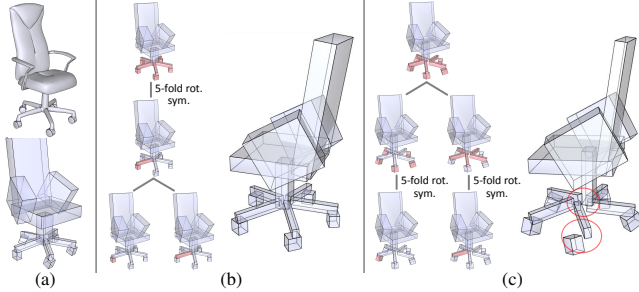 5-fold rot.
sym.
5-fold rot.
sym.
5-fold rot.
sym.
(a)
(b)
(c)